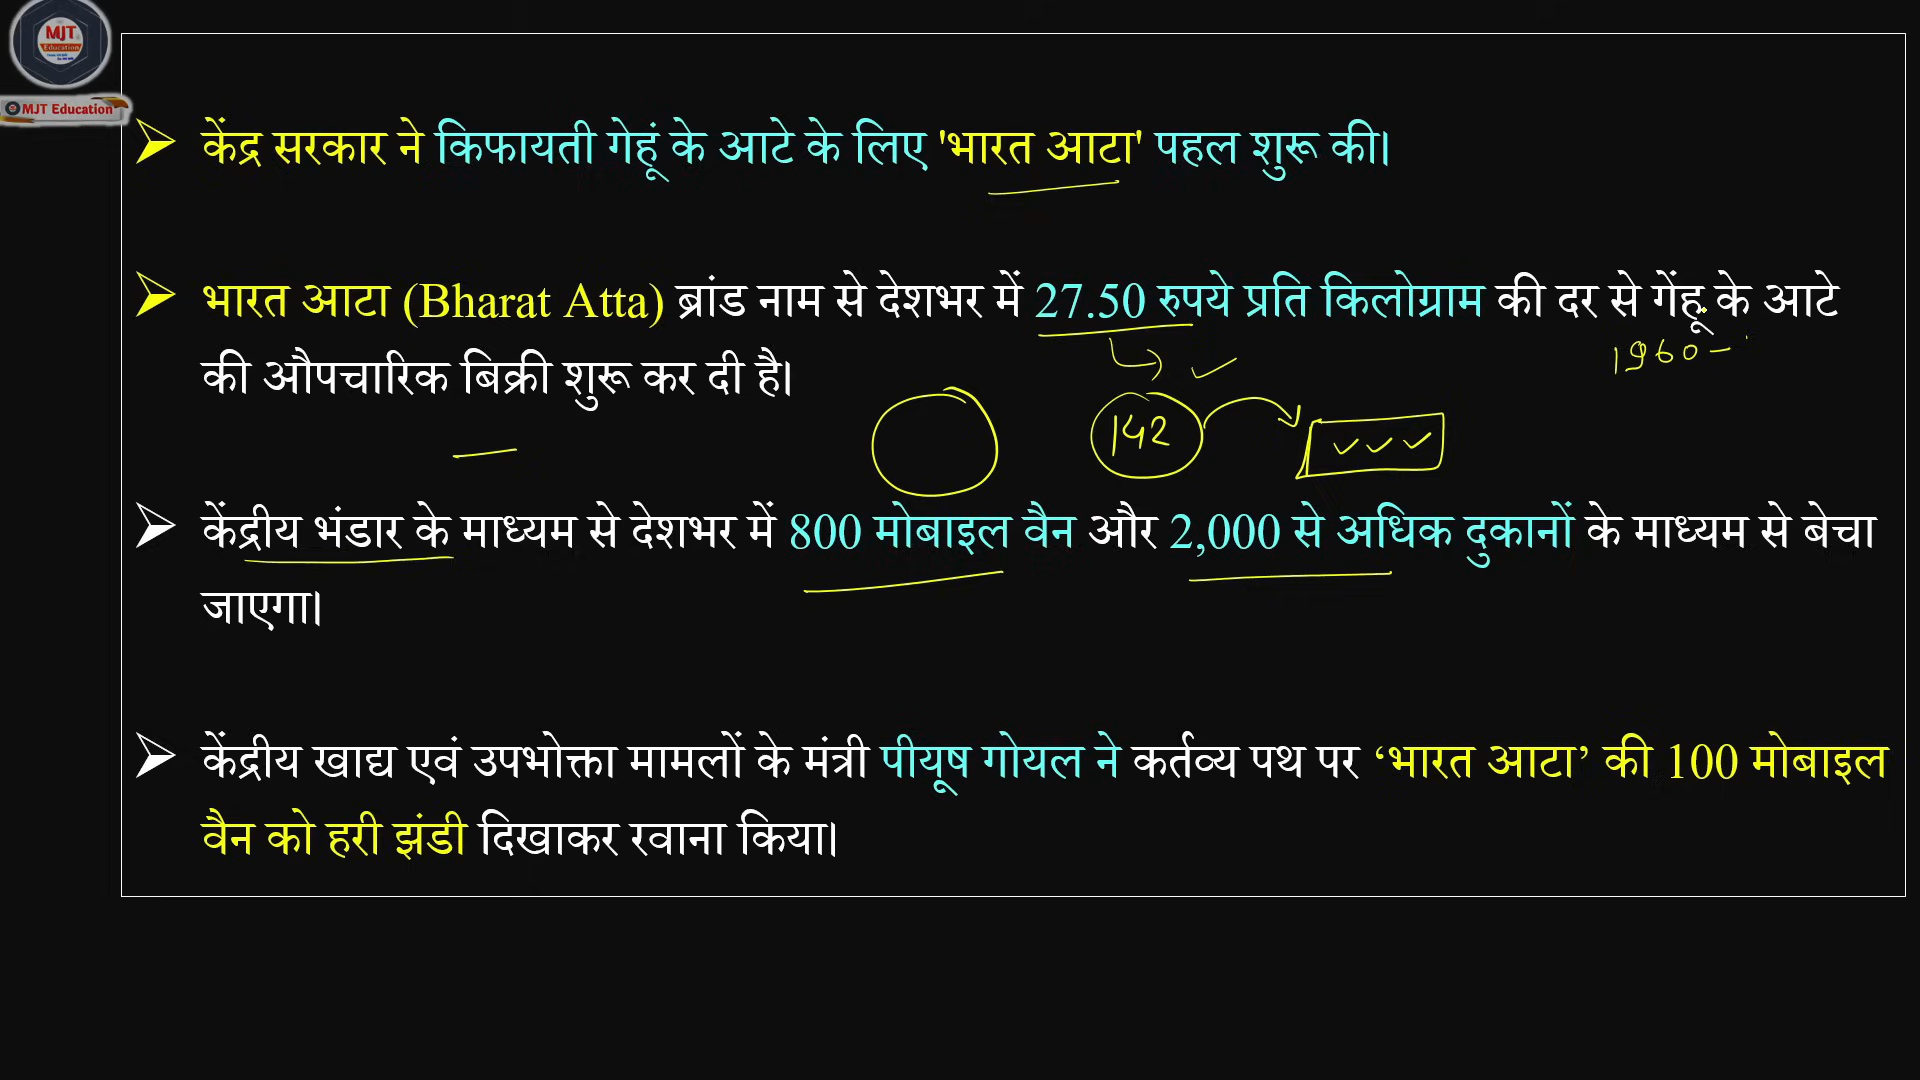 MJT
Education
MJT Education
केंद्र सरकार ने किफायती गेहूं के आटे के लिए 'भारत आटा' पहल शुरू की।
भारत आटा (Bharat Atta) ब्रांड नाम से देशभर में 27.50 रुपये प्रति किलोग्राम की दर से गेंहू के आटे
1960-
की औपचारिक बिक्री शुरू कर दी है।
142
केंद्रीय भंडार के माध्यम से देशभर में 800 मोबाइल वैन और 2,000 से अधिक दुकानों के माध्यम से बेचा
जाएगा।
केंद्रीय खाद्य एवं उपभोक्ता मामलों के मंत्री पीयूष गोयल ने कर्तव्य पथ पर ‘भारत आटा’ की 100 मोबाइल
वैन को हरी झंडी दिखाकर रवाना किया।